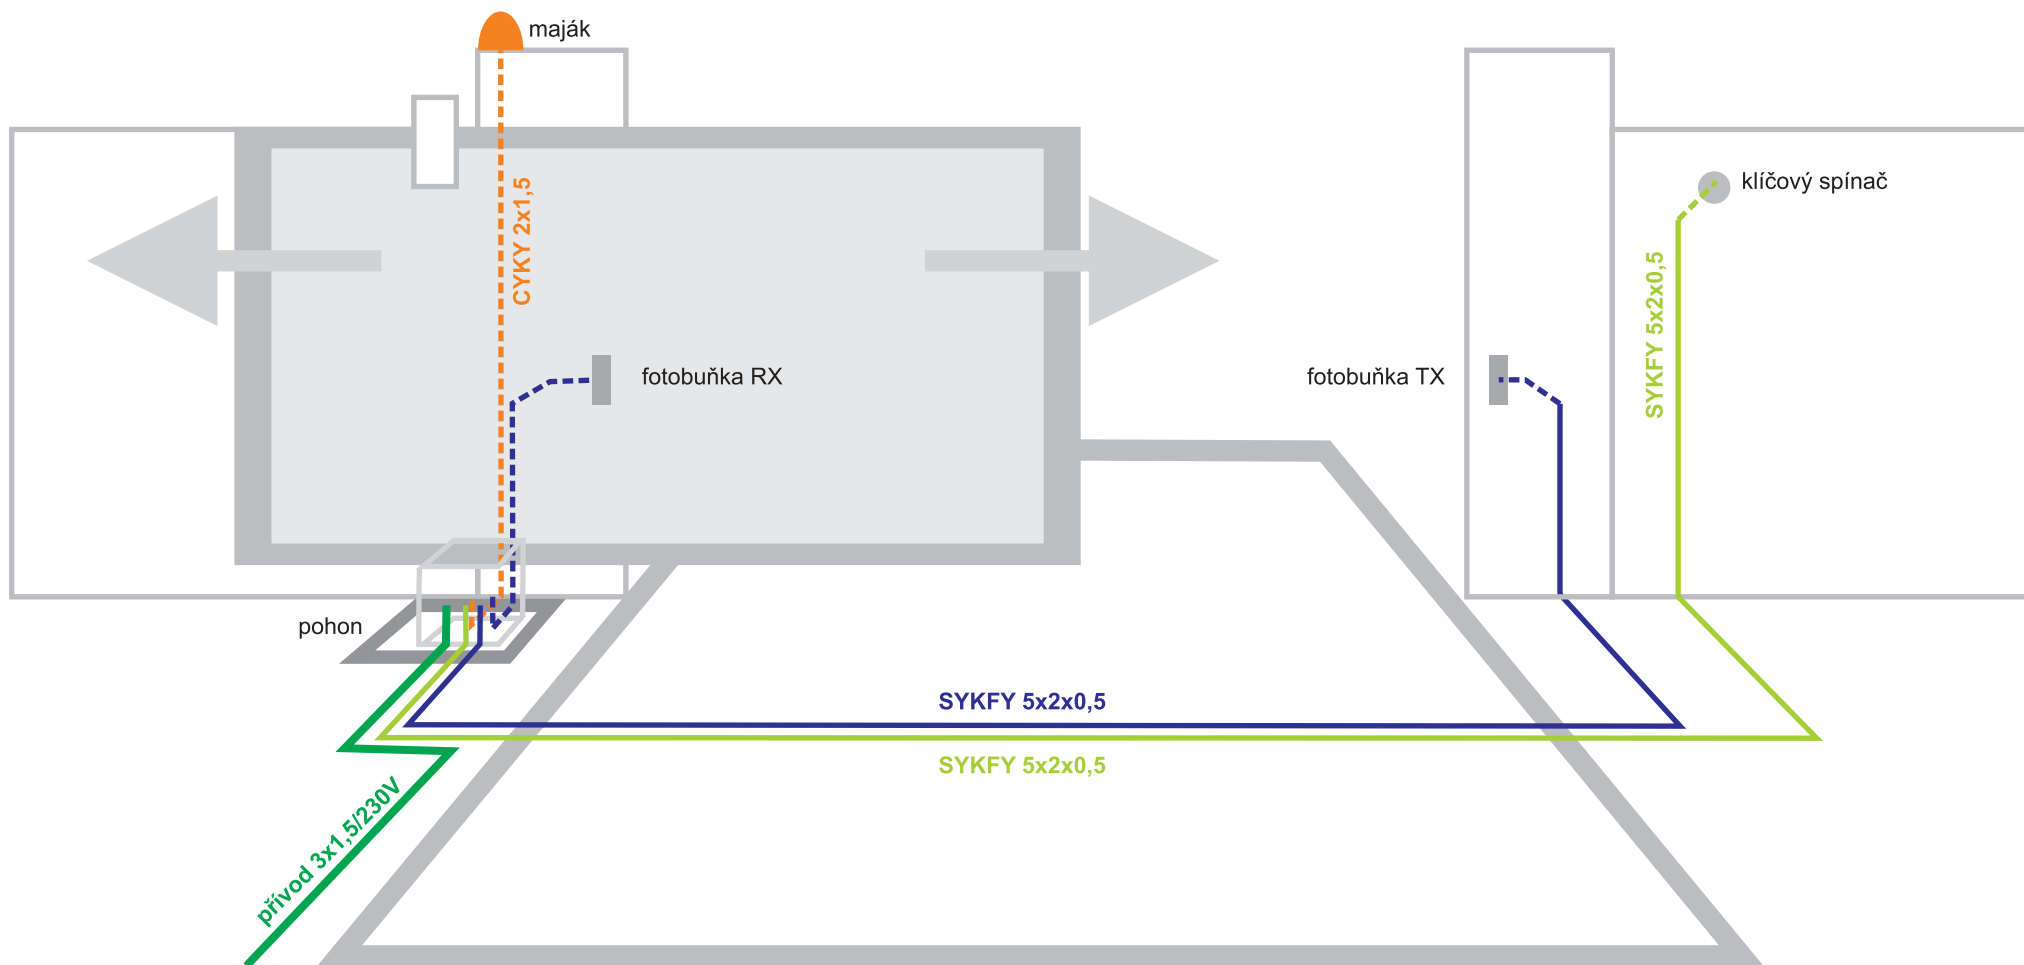 maják
klíčový spínač
CYKY 2x1,5
SYKFY 5x2x0,5
fotobuňka RX
fotobuňka TX
pohon
SYKFY 5x2x0,5
SYKFY 5x2x0,5
přívod 3x1,5/230V